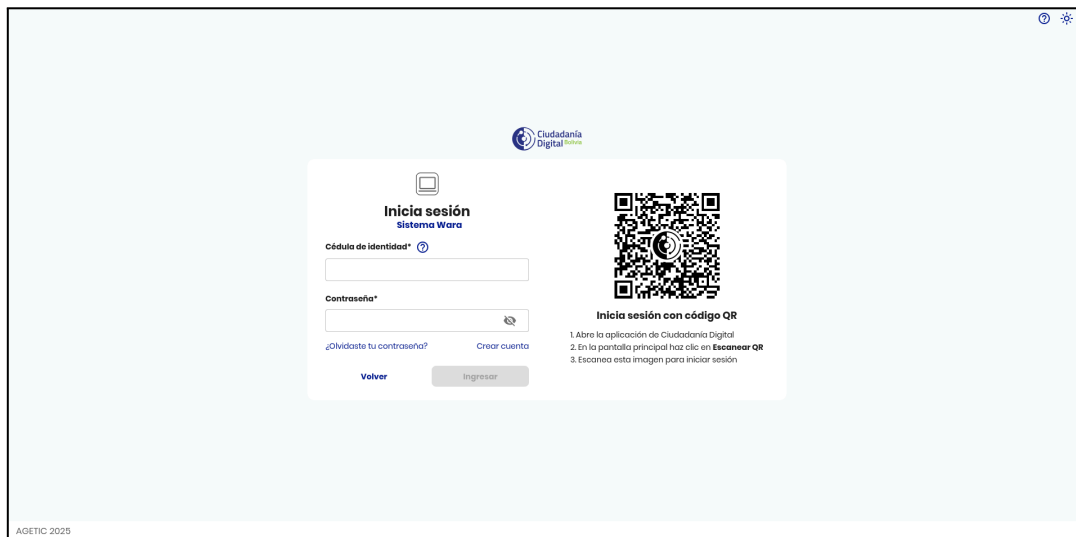 Ciudadanía
Digital Bolivia
Inicia sesión
Sistema Wara
Cédula de identidad*
Contraseña*
¿Olvidaste tu contraseña? Crear cuenta
Volver Ingresar
Inicia sesión con código QR
1. Abre la aplicación de Ciudadanía Digital
2. En la pantalla principal haz clic en Escanear QR
3. Escanea esta imagen para iniciar sesión
AGETIC 2025